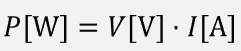 P[W] = V[V] · I[A]